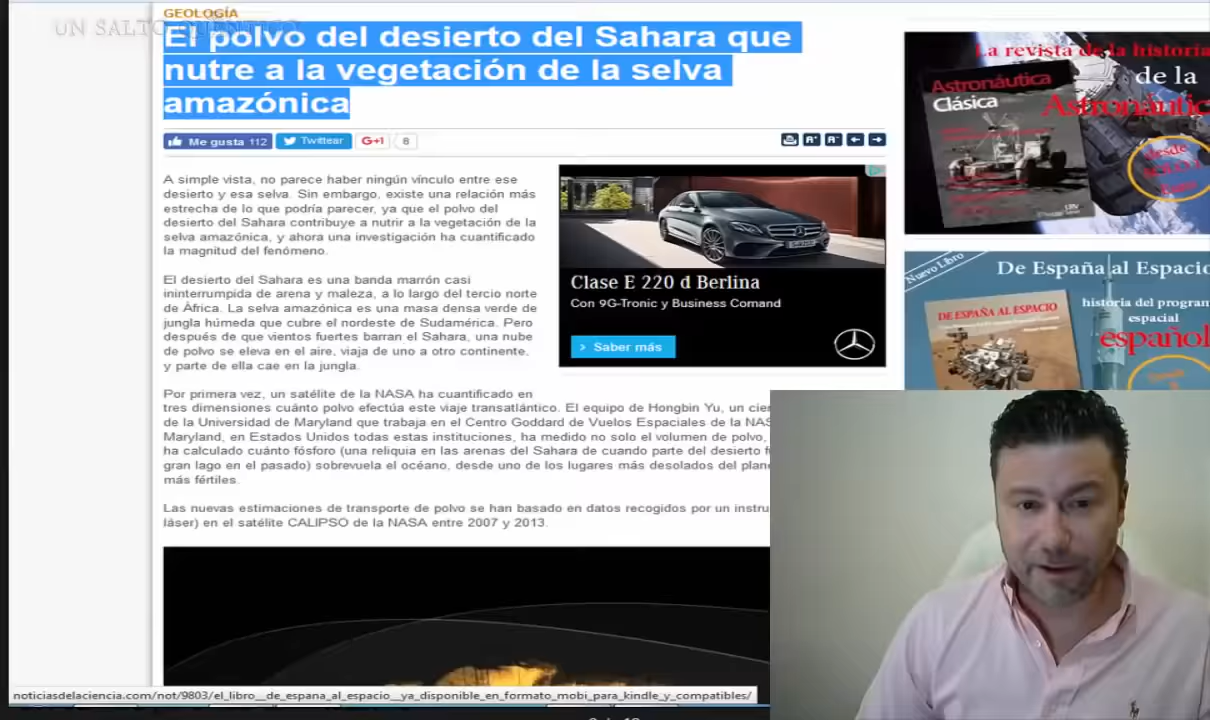 GEOLOGÍA
UN SALTO
El polvo del desierto del Sahara que
nutre a la vegetación de la selva
amazónica
Me gusta 112
Twittear
G+1
8
A simple vista, no parece haber ningún vínculo entre ese
desierto y esa selva. Sin embargo, existe una relación más
estrecha de lo que podría parecer, ya que el polvo del
desierto del Sahara contribuye a nutrir a la vegetación de la
selva amazónica, y ahora una investigación ha cuantificado
la magnitud del fenómeno.
El desierto del Sahara es una banda marrón casi
ininterrumpida de arena y maleza, a lo largo del tercio norte
de África. La selva amazónica es una masa densa verde de
jungla húmeda que cubre el nordeste de Sudamérica. Pero
después de que vientos fuertes barran el Sahara, una nube
de polvo se eleva en el aire, viaja de uno a otro continente,
y parte de ella cae en la jungla.
Por primera vez, un satélite de la NASA ha cuantificado en
tres dimensiones cuánto polvo efectúa este viaje transatlántico. El equipo de Hongbin Yu, un cien
de la Universidad de Maryland que trabaja en el Centro Goddard de Vuelos Espaciales de la NAS
Maryland, en Estados Unidos todas estas instituciones, ha medido no solo el volumen de polvo,
ha calculado cuánto fósforo (una reliquia en las arenas del Sahara de cuando parte del desierto f
gran lago en el pasado) sobrevuela el océano, desde uno de los lugares más desolados del plane
más fértiles.
Las nuevas estimaciones de transporte de polvo se han basado en datos recogidos por un instru
láser) en el satélite CALIPSO de la NASA entre 2007 y 2013.
Clase E 220 d Berlina
Con 9G-Tronic y Business Comand
> Saber más
La revista de la historia
de la
Astronáutic
Astronáutica
Clásica
desde
Nuevo Libro
De España al Espacio
historia del program
espacial
español
DE ESPAÑA AL ESPACIO
noticiasdelaciencia.com/not/9803/el_libro__de_espana_al_espacio__ya_disponible_en_formato_mobi_para_kindle_y_compatibles/